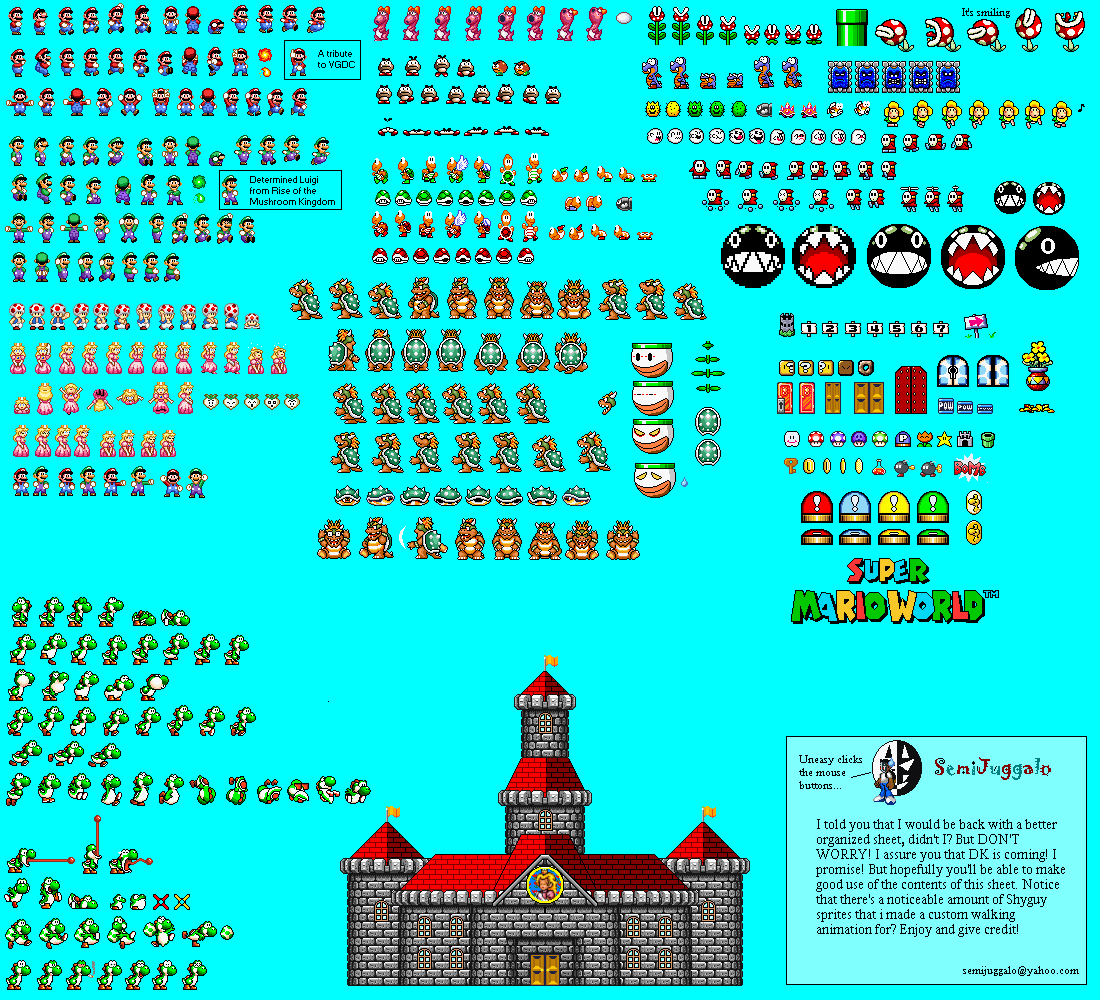 It's smiling
A tribute
to VGDC
Determined Luigi
from Rise of the
Mushroom Kingdom
1 2 3 4 5 6 7
POW POW
P
BOMB
! ! ! !
SUPER
MARIO WORLD™
Uneasy clicks
the mouse
buttons...
SemiJuggalo
I told you that I would be back with a better
organized sheet, didn't I? But DON'T
WORRY! I assure you that DK is coming! I
promise! But hopefully you'll be able to make
good use of the contents of this sheet. Notice
that there's a noticeable amount of Shyguy
sprites that i made a custom walking
animation for? Enjoy and give credit!
semijuggalo@yahoo.com